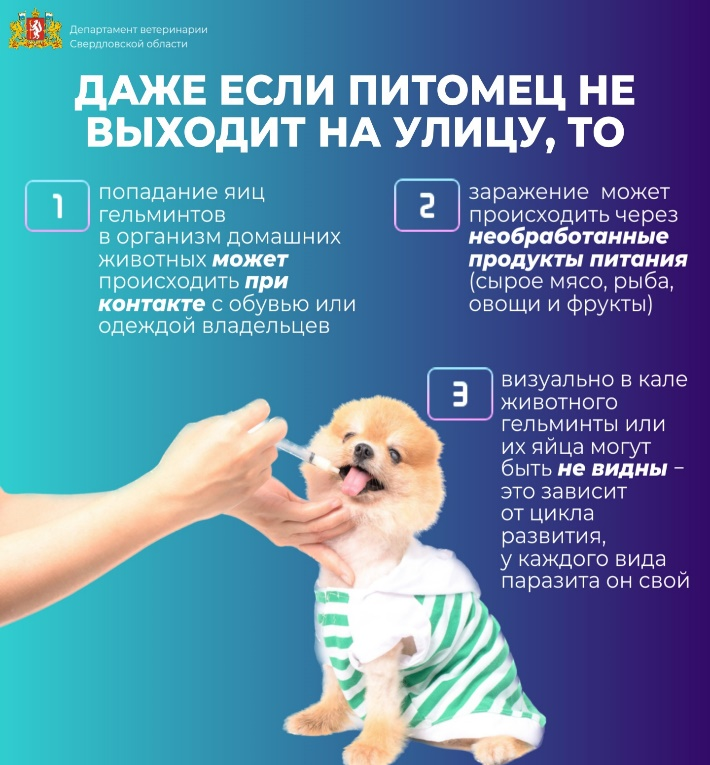 Департамент ветеринарии
Свердловской области
ДАЖЕ ЕСЛИ ПИТОМЕЦ НЕ
ВЫХОДИТ НА УЛИЦУ, ТО
1
попадание яиц
гельминтов
в организм домашних
животных может
происходить при
контакте с обувью или
одеждой владельцев
2
заражение может
происходить через
необработанные
продукты питания
(сырое мясо, рыба,
овощи и фрукты)
3
визуально в кале
животного
гельминты или
их яйца могут
быть не видны –
это зависит
от цикла
развития,
у каждого вида
паразита он свой